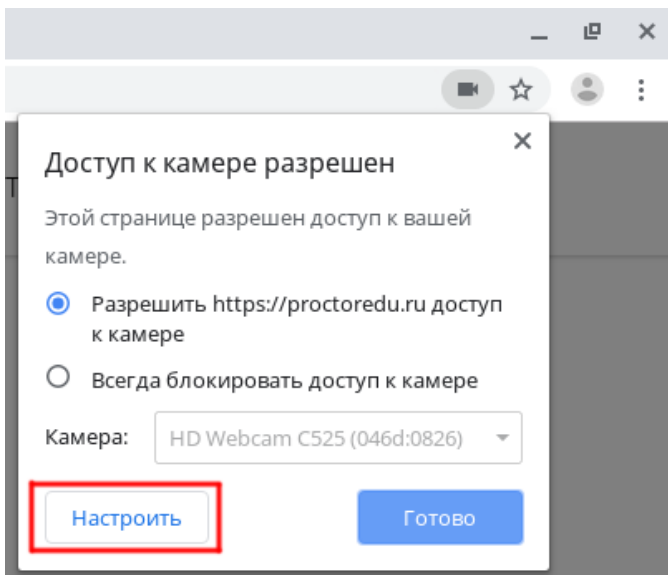 Т
Доступ к камере разрешен
Этой странице разрешен доступ к вашей
камере.
Разрешить https://proctoredu.ru доступ
к камере
Всегда блокировать доступ к камере
Камера: HD Webcam C525 (046d:0826)
Настроить Готово